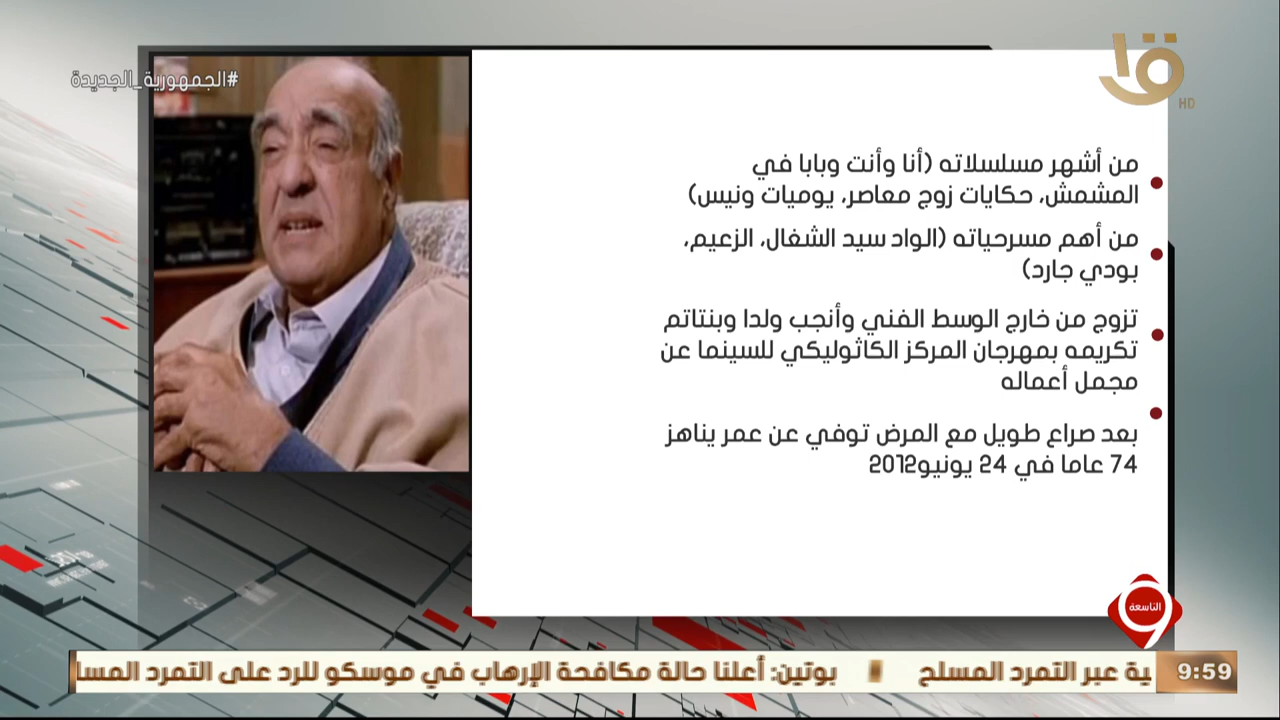 #الجمهورية_الجديدة
HD
من أشهر مسلسلاته (أنا وأنت وبابا في
المشمش، حكايات زوج معاصر، يوميات ونيس)
من أهم مسرحياته (الواد سيد الشغال، الزعيم،
بودي جارد)
تزوج من خارج الوسط الفني وأنجب ولدا وبنتاتم
تكريمه بمهرجان المركز الكاثوليكي للسينما عن
مجمل أعماله
بعد صراع طويل مع المرض توفي عن عمر يناهز
74 عاما في 24 يونيو2012
التاسعة
9:59
ية عبر التمرد المسلح
بوتين: أعلنا حالة مكافحة الإرهاب في موسكو للرد على التمرد المسا